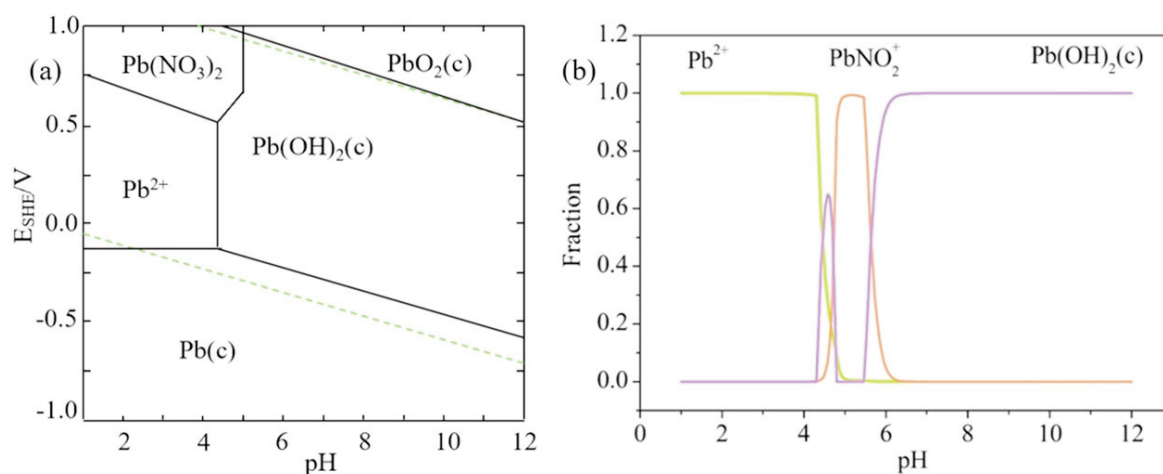 (a)
1.0
0.5
0.0
-0.5
-1.0
E_SHE/V
Pb(NO₃)₂
PbO₂(c)
Pb(OH)₂(c)
Pb²⁺
Pb(c)
2 4 6 8 10 12
pH
(b)
1.2
1.0
0.8
0.6
0.4
0.2
0.0
Fraction
Pb²⁺ PbNO₂⁺ Pb(OH)₂(c)
0 2 4 6 8 10 12
pH